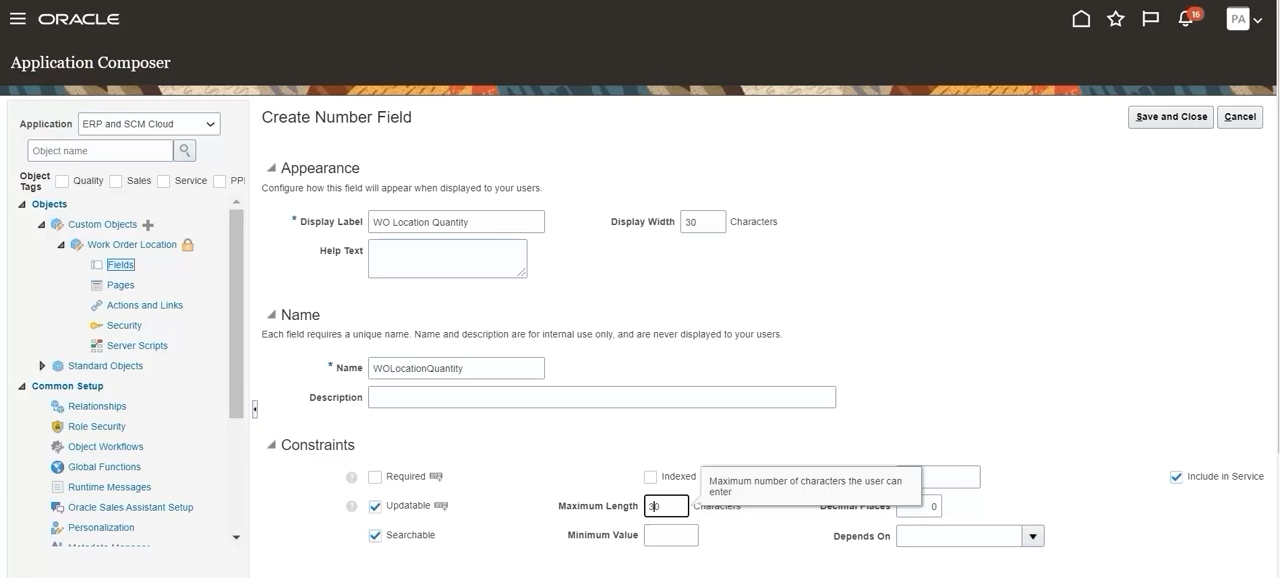 ORACLE
16
PA
Application Composer
Application ERP and SCM Cloud
Object name
Object Tags Quality Sales Service PPI
Objects
Custom Objects
Work Order Location
Fields
Pages
Actions and Links
Security
Server Scripts
Standard Objects
Common Setup
Relationships
Role Security
Object Workflows
Global Functions
Runtime Messages
Oracle Sales Assistant Setup
Personalization
Create Number Field
Save and Close Cancel
Appearance
Configure how this field will appear when displayed to your users.
* Display Label WO Location Quantity Display Width 30 Characters
Help Text
Name
Each field requires a unique name. Name and description are for internal use only, and are never displayed to your users.
* Name WOLocationQuantity
Description
Constraints
Required Indexed Include in Service
Maximum number of characters the user can enter
Updatable Maximum Length 30 Characters Decimal Places 0
Searchable Minimum Value Depends On